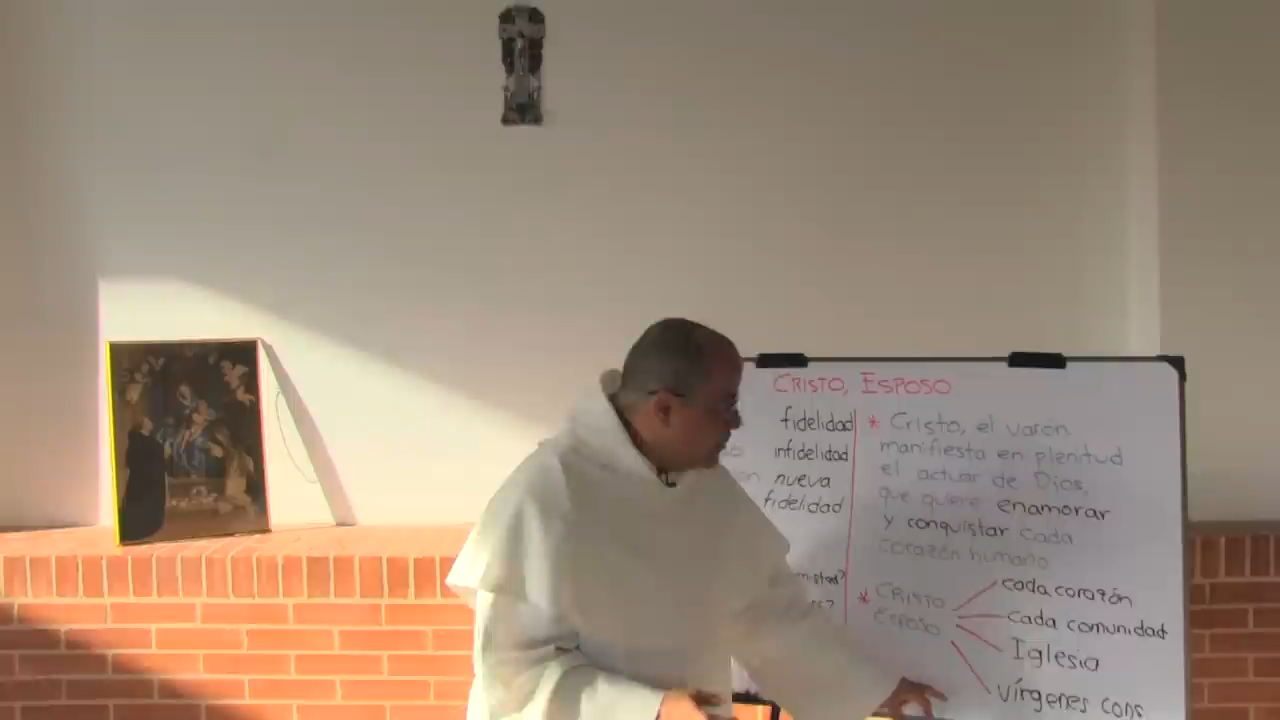 CRISTO, ESPOSO
fidelidad
infidelidad
nueva
fidelidad
* Cristo, el varón
manifiesta en plenitud
el actuar de Dios,
que quiere enamorar
y conquistar cada
corazón humano
* CRISTO
ESPOSO
cada corazón
cada comunidad
Iglesia
vírgenes cons